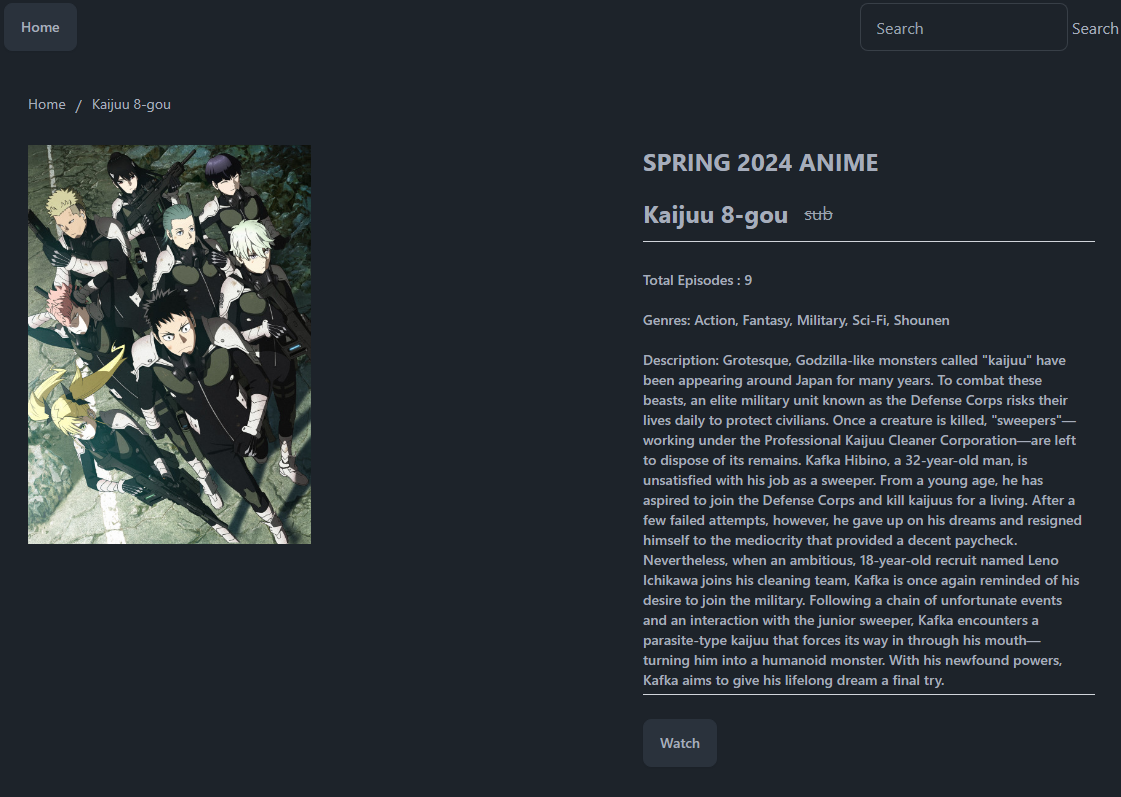 Home
Search
Search
Home / Kaijuu 8-gou
SPRING 2024 ANIME
Kaijuu 8-gou sub
Total Episodes : 9
Genres: Action, Fantasy, Military, Sci-Fi, Shounen
Description: Grotesque, Godzilla-like monsters called "kaijuu" have
been appearing around Japan for many years. To combat these
beasts, an elite military unit known as the Defense Corps risks their
lives daily to protect civilians. Once a creature is killed, "sweepers"—
working under the Professional Kaijuu Cleaner Corporation—are left
to dispose of its remains. Kafka Hibino, a 32-year-old man, is
unsatisfied with his job as a sweeper. From a young age, he has
aspired to join the Defense Corps and kill kaijuus for a living. After a
few failed attempts, however, he gave up on his dreams and resigned
himself to the mediocrity that provided a decent paycheck.
Nevertheless, when an ambitious, 18-year-old recruit named Leno
Ichikawa joins his cleaning team, Kafka is once again reminded of his
desire to join the military. Following a chain of unfortunate events
and an interaction with the junior sweeper, Kafka encounters a
parasite-type kaijuu that forces its way in through his mouth—
turning him into a humanoid monster. With his newfound powers,
Kafka aims to give his lifelong dream a final try.
Watch